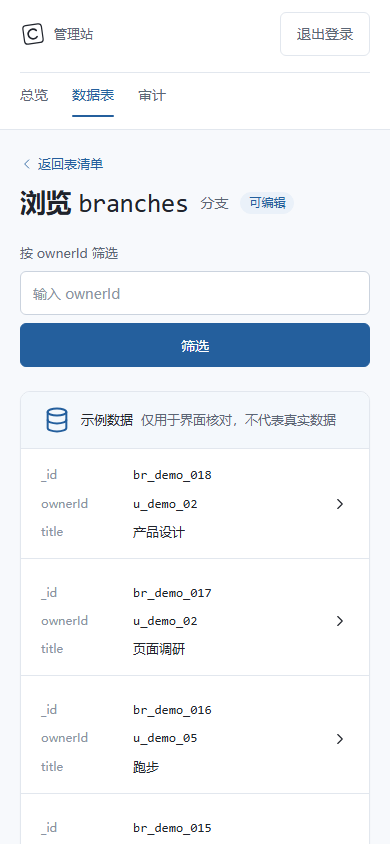 管理站
退出登录
总览 数据表 审计
返回表清单
浏览 branches 分支 可编辑
按 ownerId 筛选
输入 ownerId
筛选
示例数据 仅用于界面核对，不代表真实数据
_id br_demo_018
ownerId u_demo_02
title 产品设计
_id br_demo_017
ownerId u_demo_02
title 页面调研
_id br_demo_016
ownerId u_demo_05
title 跑步
_id br_demo_015